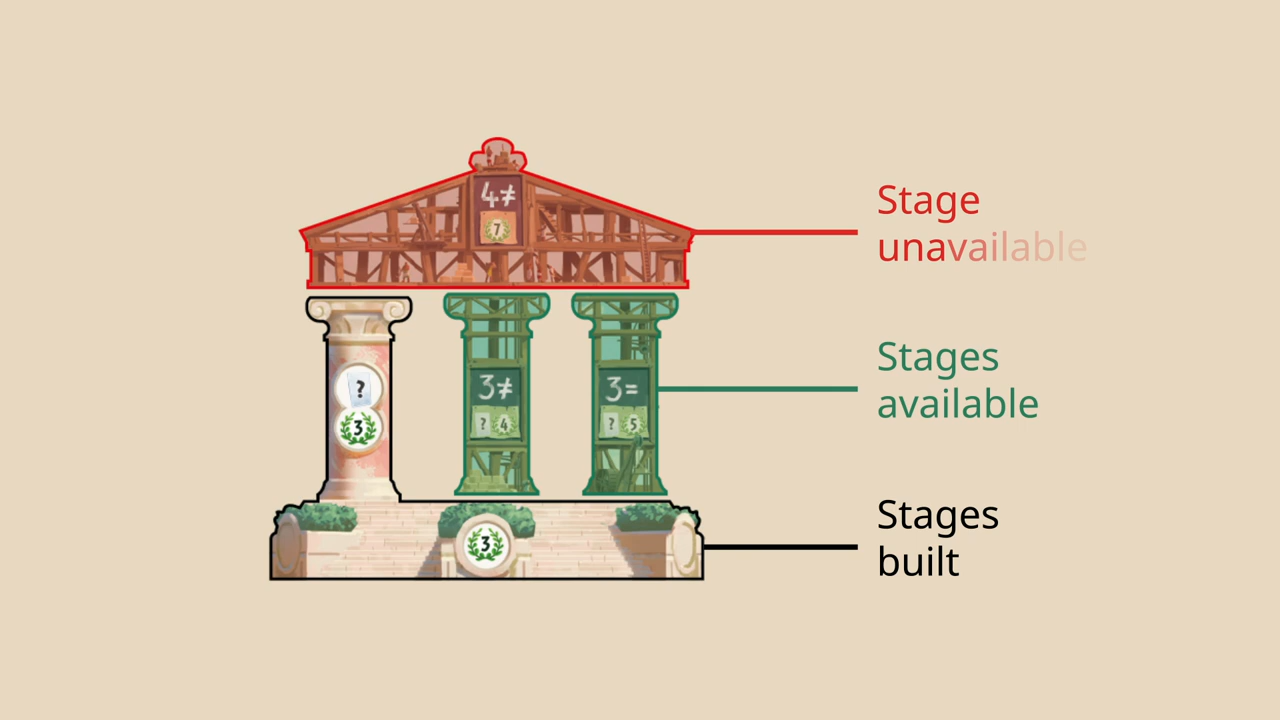 4≠
7
Stage
unavailable
?
3
3≠
? 4
3=
? 5
Stages
available
3
Stages
built